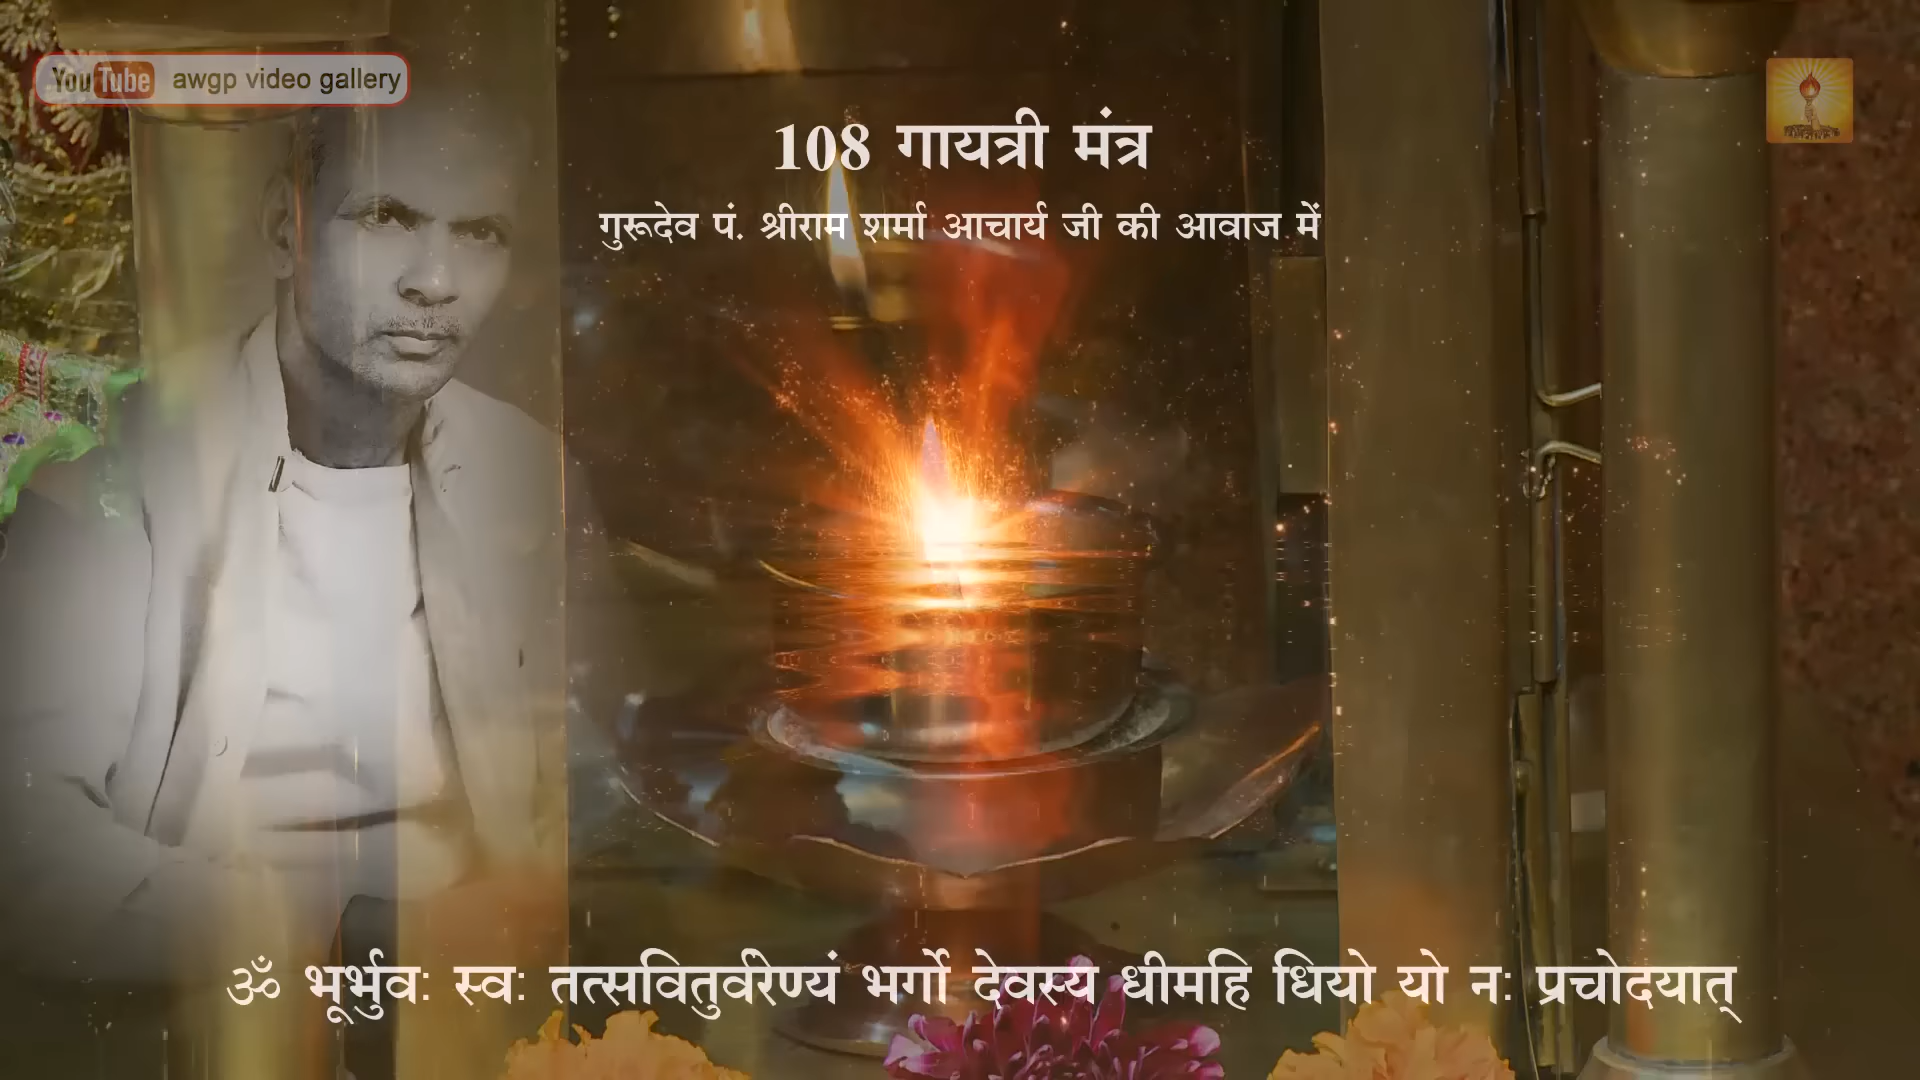 YouTube awgp video gallery
108 गायत्री मंत्र
गुरूदेव पं. श्रीराम शर्मा आचार्य जी की आवाज में
ॐ भूर्भुवः स्वः तत्सवितुर्वरेण्यं भर्गो देवस्य धीमहि धियो यो नः प्रचोदयात्